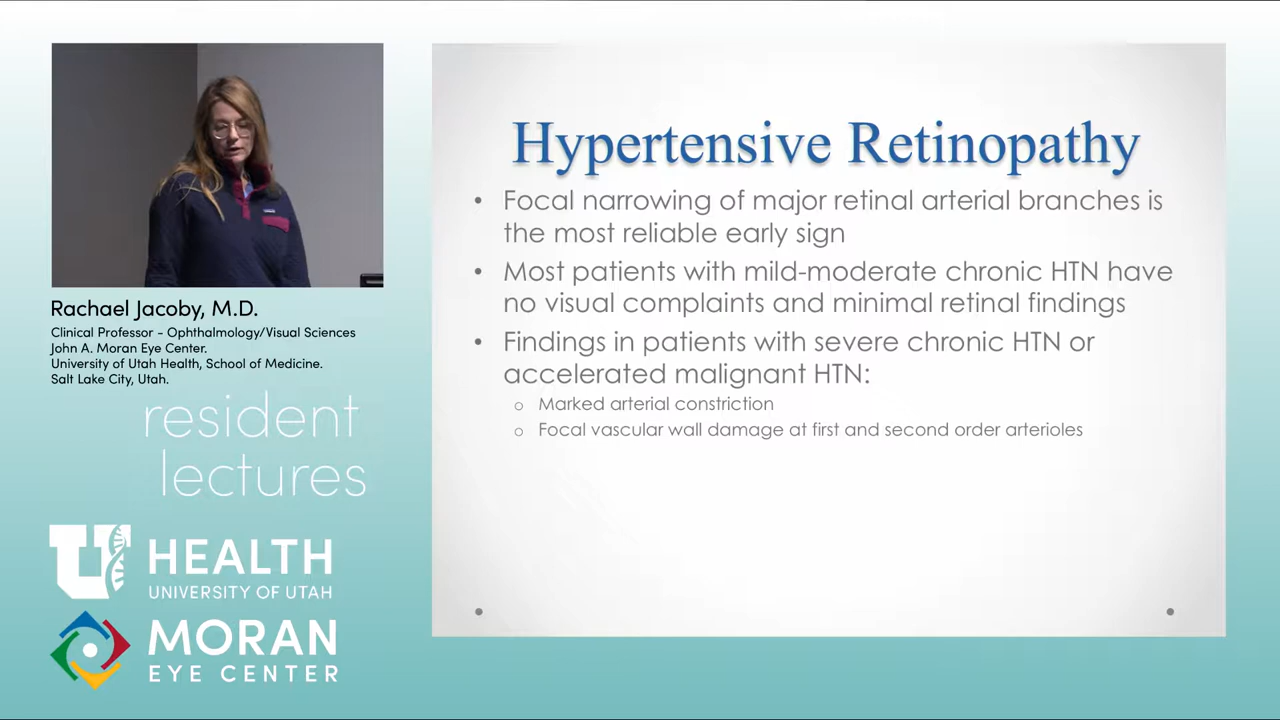 Rachael Jacoby, M.D.
Clinical Professor - Ophthalmology/Visual Sciences
John A. Moran Eye Center.
University of Utah Health, School of Medicine.
Salt Lake City, Utah.
resident
lectures
U HEALTH
UNIVERSITY OF UTAH
MORAN
EYE CENTER
Hypertensive Retinopathy
• Focal narrowing of major retinal arterial branches is
the most reliable early sign
• Most patients with mild-moderate chronic HTN have
no visual complaints and minimal retinal findings
• Findings in patients with severe chronic HTN or
accelerated malignant HTN:
o Marked arterial constriction
o Focal vascular wall damage at first and second order arterioles